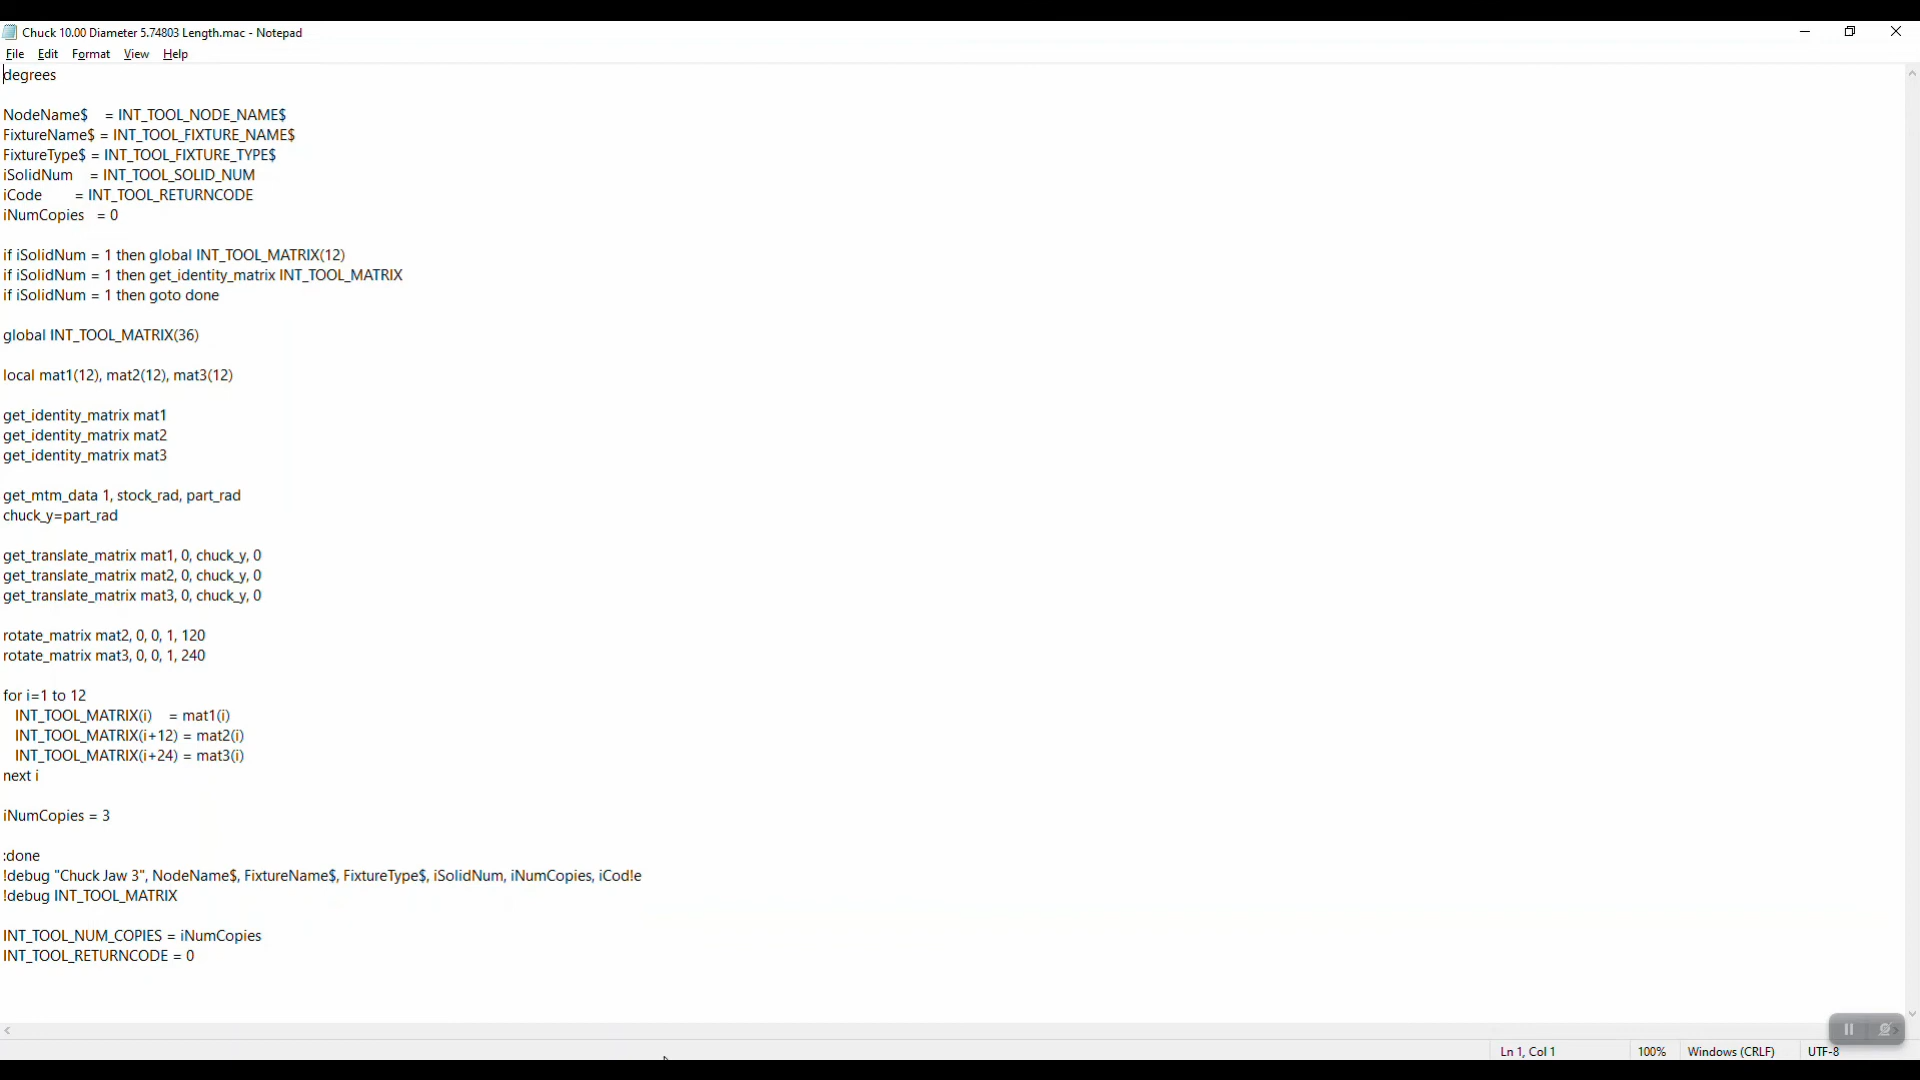 Chuck 10.00 Diameter 5.74803 Length.mac - Notepad
File Edit Format View Help
degrees
NodeName$ = INT_TOOL_NODE_NAME$
FixtureName$ = INT_TOOL_FIXTURE_NAME$
FixtureType$ = INT_TOOL_FIXTURE_TYPE$
iSolidNum = INT_TOOL_SOLID_NUM
iCode = INT_TOOL_RETURNCODE
iNumCopies = 0
if iSolidNum = 1 then global INT_TOOL_MATRIX(12)
if iSolidNum = 1 then get_identity_matrix INT_TOOL_MATRIX
if iSolidNum = 1 then goto done
global INT_TOOL_MATRIX(36)
local mat1(12), mat2(12), mat3(12)
get_identity_matrix mat1
get_identity_matrix mat2
get_identity_matrix mat3
get_mtm_data 1, stock_rad, part_rad
chuck_y=part_rad
get_translate_matrix mat1, 0, chuck_y, 0
get_translate_matrix mat2, 0, chuck_y, 0
get_translate_matrix mat3, 0, chuck_y, 0
rotate_matrix mat2, 0, 0, 1, 120
rotate_matrix mat3, 0, 0, 1, 240
for i=1 to 12
INT_TOOL_MATRIX(i) = mat1(i)
INT_TOOL_MATRIX(i+12) = mat2(i)
INT_TOOL_MATRIX(i+24) = mat3(i)
next i
iNumCopies = 3
:done
!debug "Chuck Jaw 3", NodeName$, FixtureName$, FixtureType$, iSolidNum, iNumCopies, iCod!e
!debug INT_TOOL_MATRIX
INT_TOOL_NUM_COPIES = iNumCopies
INT_TOOL_RETURNCODE = 0
Ln 1, Col 1 100% Windows (CRLF) UTF-8